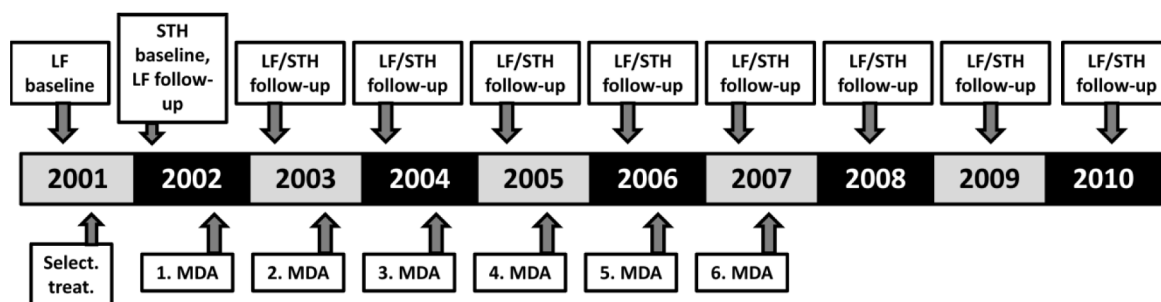 LF
baseline
STH
baseline,
LF follow-
up
LF/STH
follow-up
LF/STH
follow-up
LF/STH
follow-up
LF/STH
follow-up
LF/STH
follow-up
LF/STH
follow-up
LF/STH
follow-up
LF/STH
follow-up
2001 2002 2003 2004 2005 2006 2007 2008 2009 2010
Select.
treat.
1. MDA
2. MDA
3. MDA
4. MDA
5. MDA
6. MDA